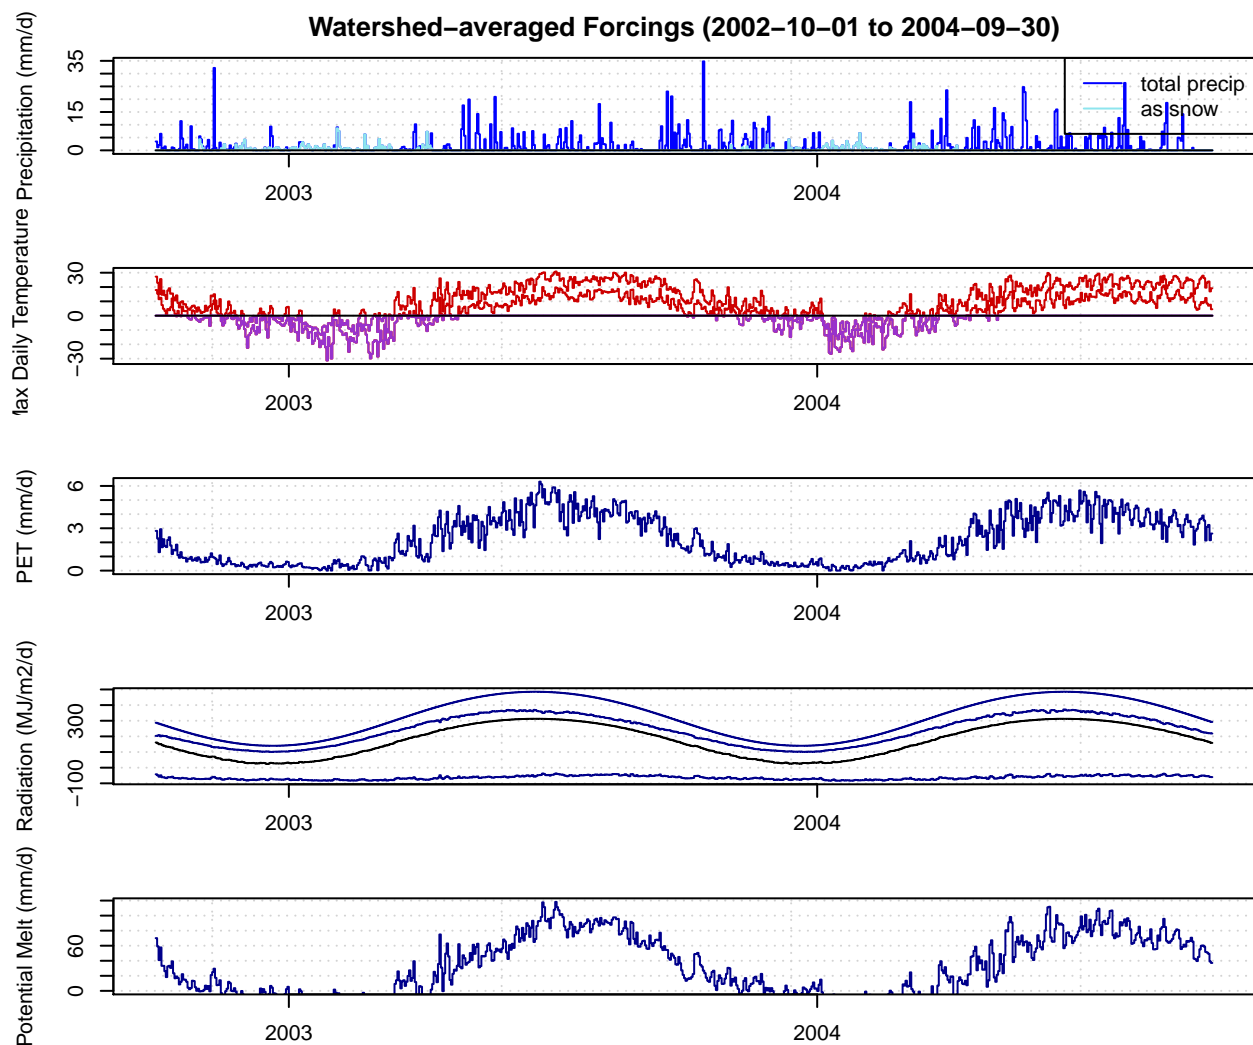 Watershed–averaged Forcings (2002–10–01 to 2004–09–30)
Precipitation (mm/d)
35
15
0
total precip
as snow
2003
2004
Max Daily Temperature
30
0
−30
2003
2004
PET (mm/d)
6
3
0
2003
2004
Radiation (MJ/m2/d)
300
−100
2003
2004
Potential Melt (mm/d)
60
0
2003
2004